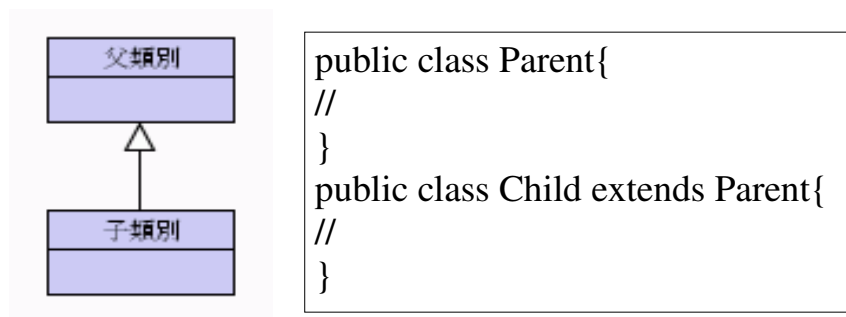 父類別
子類別
public class Parent{
//
}
public class Child extends Parent{
//
}